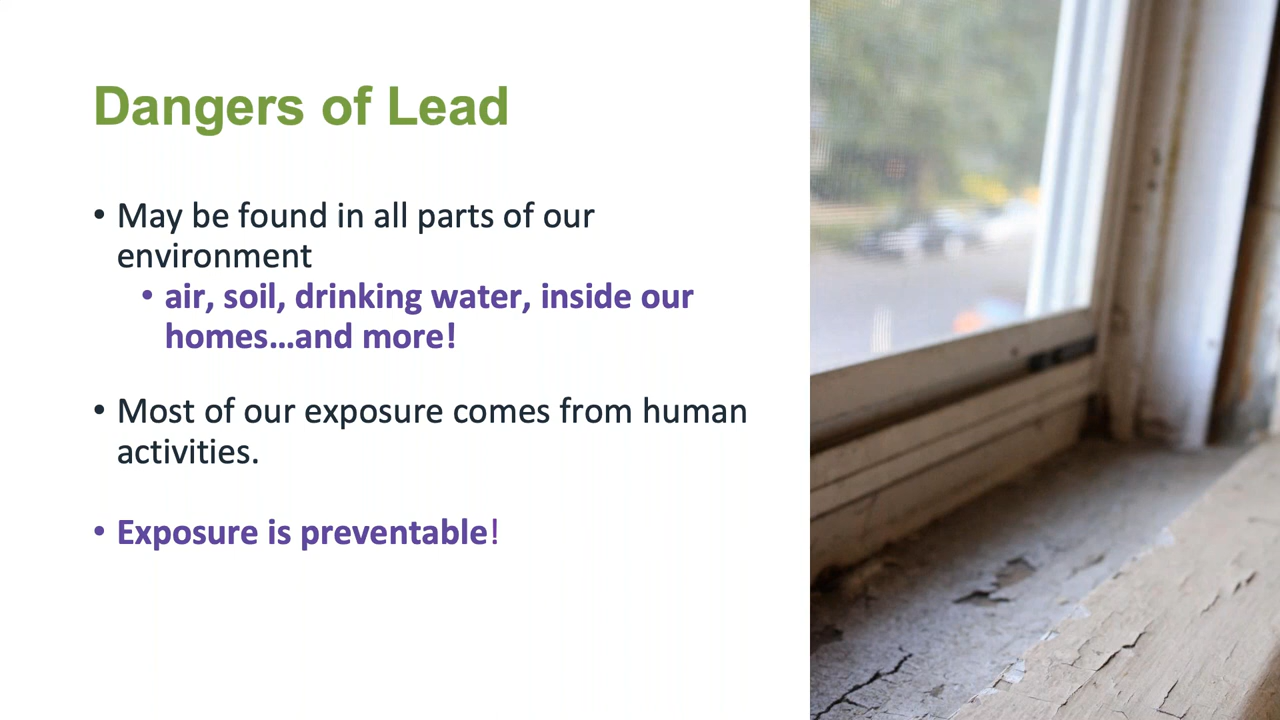 Dangers of Lead
• May be found in all parts of our
environment
• air, soil, drinking water, inside our
homes…and more!
• Most of our exposure comes from human
activities.
• Exposure is preventable!